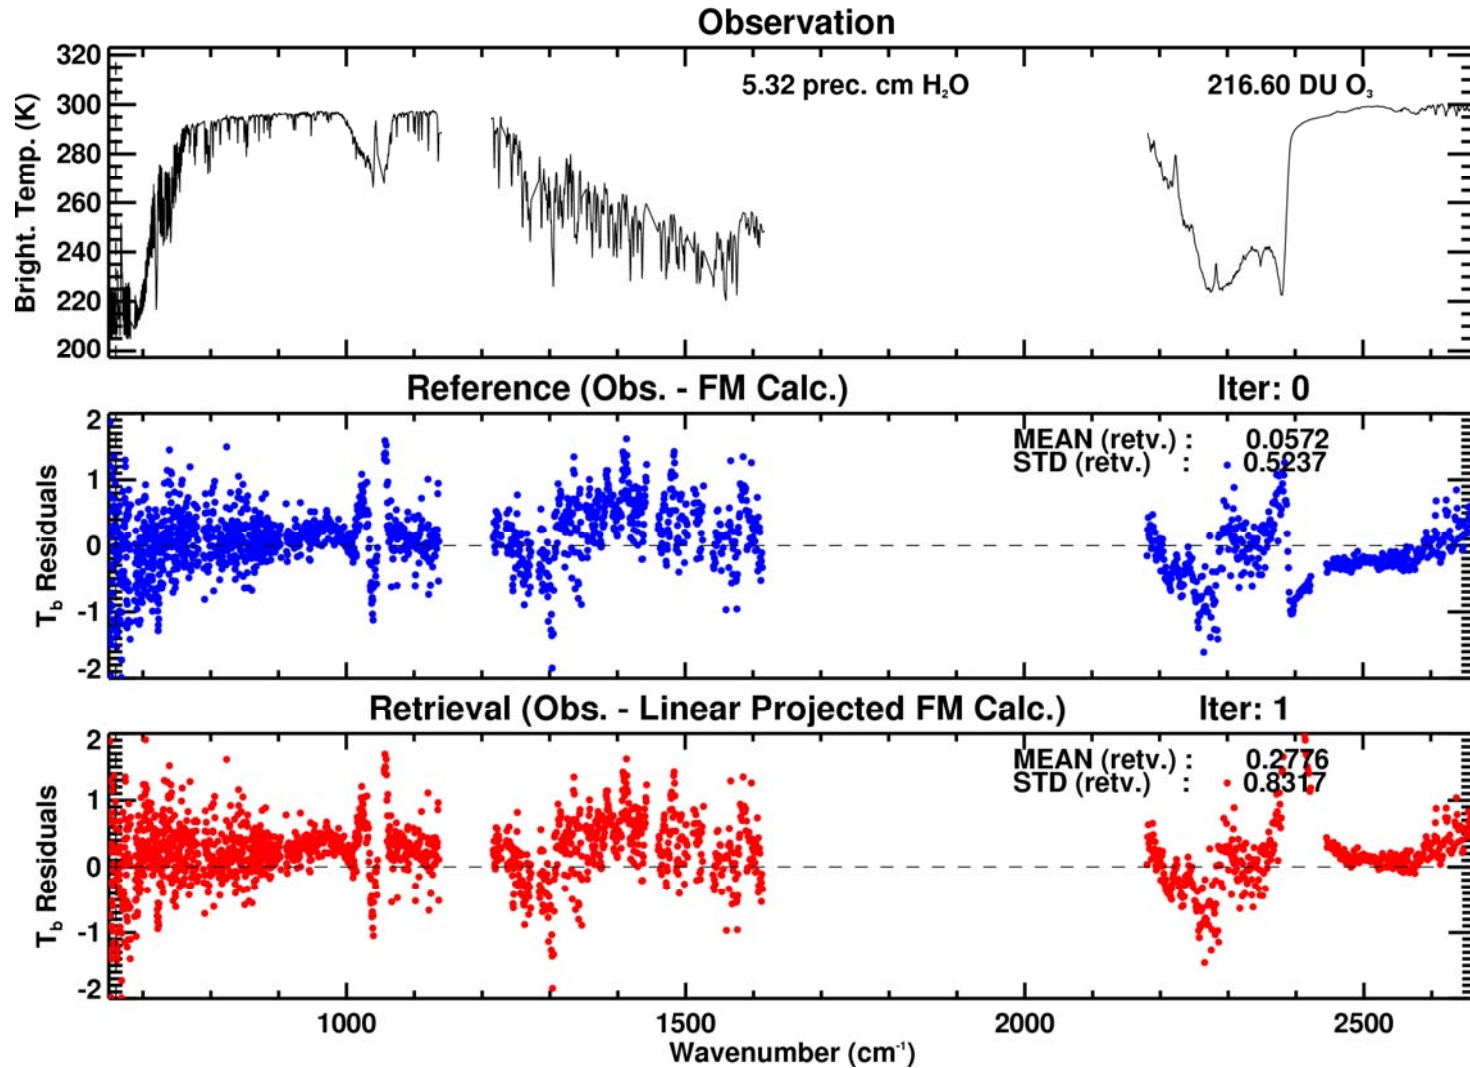 Observation
5.32 prec. cm H₂O 216.60 DU O₃
Bright. Temp. (K)
320
300
280
260
240
220
200
Reference (Obs. - FM Calc.) Iter: 0
MEAN (retv.) : 0.0572
STD (retv.) : 0.5237
T_b Residuals
2
1
0
-1
-2
Retrieval (Obs. - Linear Projected FM Calc.) Iter: 1
MEAN (retv.) : 0.2776
STD (retv.) : 0.8317
T_b Residuals
2
1
0
-1
-2
1000 1500 2000 2500
Wavenumber (cm⁻¹)